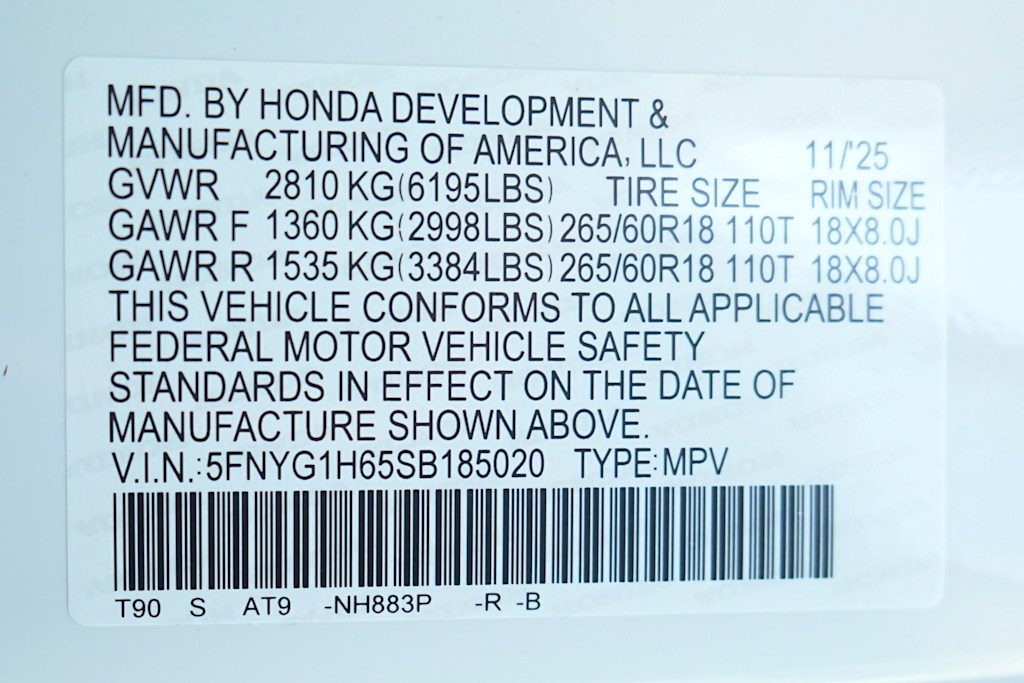 MFD. BY HONDA DEVELOPMENT &
MANUFACTURING OF AMERICA, LLC 11/'25
GVWR 2810 KG(6195LBS) TIRE SIZE RIM SIZE
GAWR F 1360 KG(2998LBS) 265/60R18 110T 18X8.0J
GAWR R 1535 KG(3384LBS) 265/60R18 110T 18X8.0J
THIS VEHICLE CONFORMS TO ALL APPLICABLE
FEDERAL MOTOR VEHICLE SAFETY
STANDARDS IN EFFECT ON THE DATE OF
MANUFACTURE SHOWN ABOVE.
V.I.N.:5FNYG1H65SB185020 TYPE:MPV
T90 S AT9 -NH883P -R -B